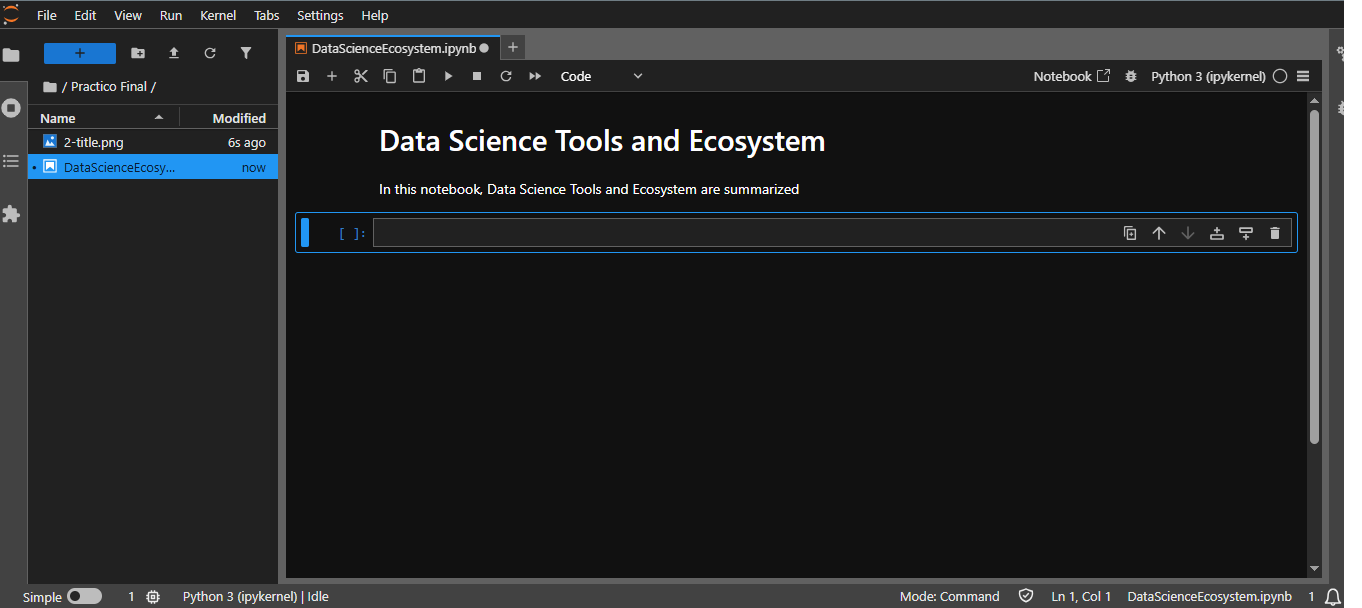 File Edit View Run Kernel Tabs Settings Help
/ Practico Final /
Name Modified
2-title.png 6s ago
DataScienceEcosy... now
DataScienceEcosystem.ipynb
Code
Notebook
Python 3 (ipykernel)
Data Science Tools and Ecosystem
In this notebook, Data Science Tools and Ecosystem are summarized
[ ]:
Simple 1 Python 3 (ipykernel) | Idle Mode: Command Ln 1, Col 1 DataScienceEcosystem.ipynb 1